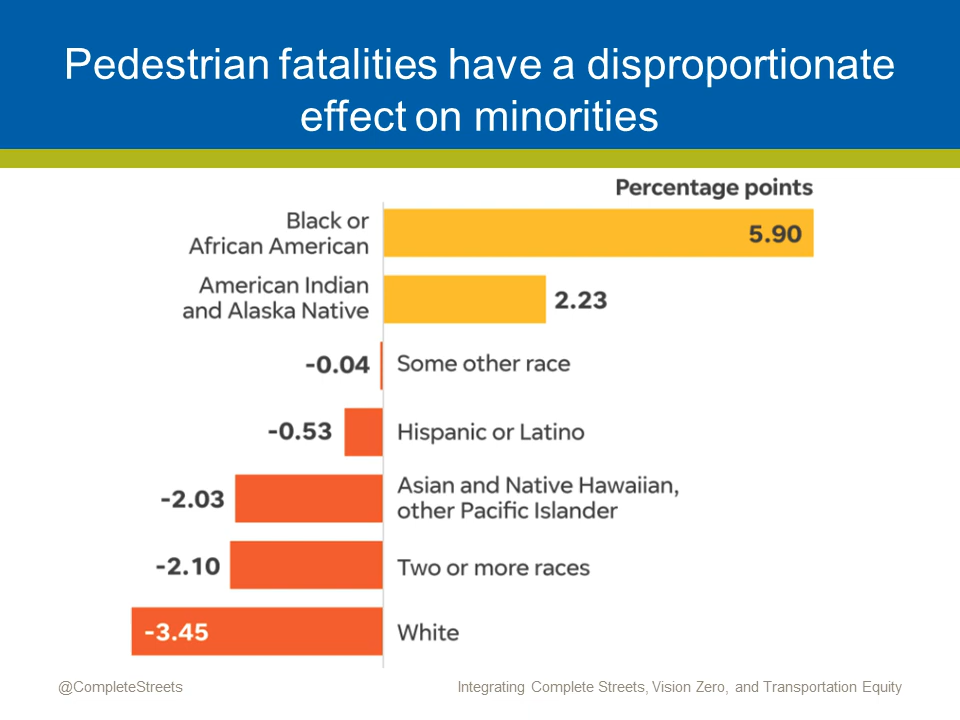 Pedestrian fatalities have a disproportionate
effect on minorities
Percentage points
Black or
African American
5.90
American Indian
and Alaska Native
2.23
-0.04 Some other race
-0.53 Hispanic or Latino
-2.03
Asian and Native Hawaiian,
other Pacific Islander
-2.10 Two or more races
-3.45 White
@CompleteStreets
Integrating Complete Streets, Vision Zero, and Transportation Equity